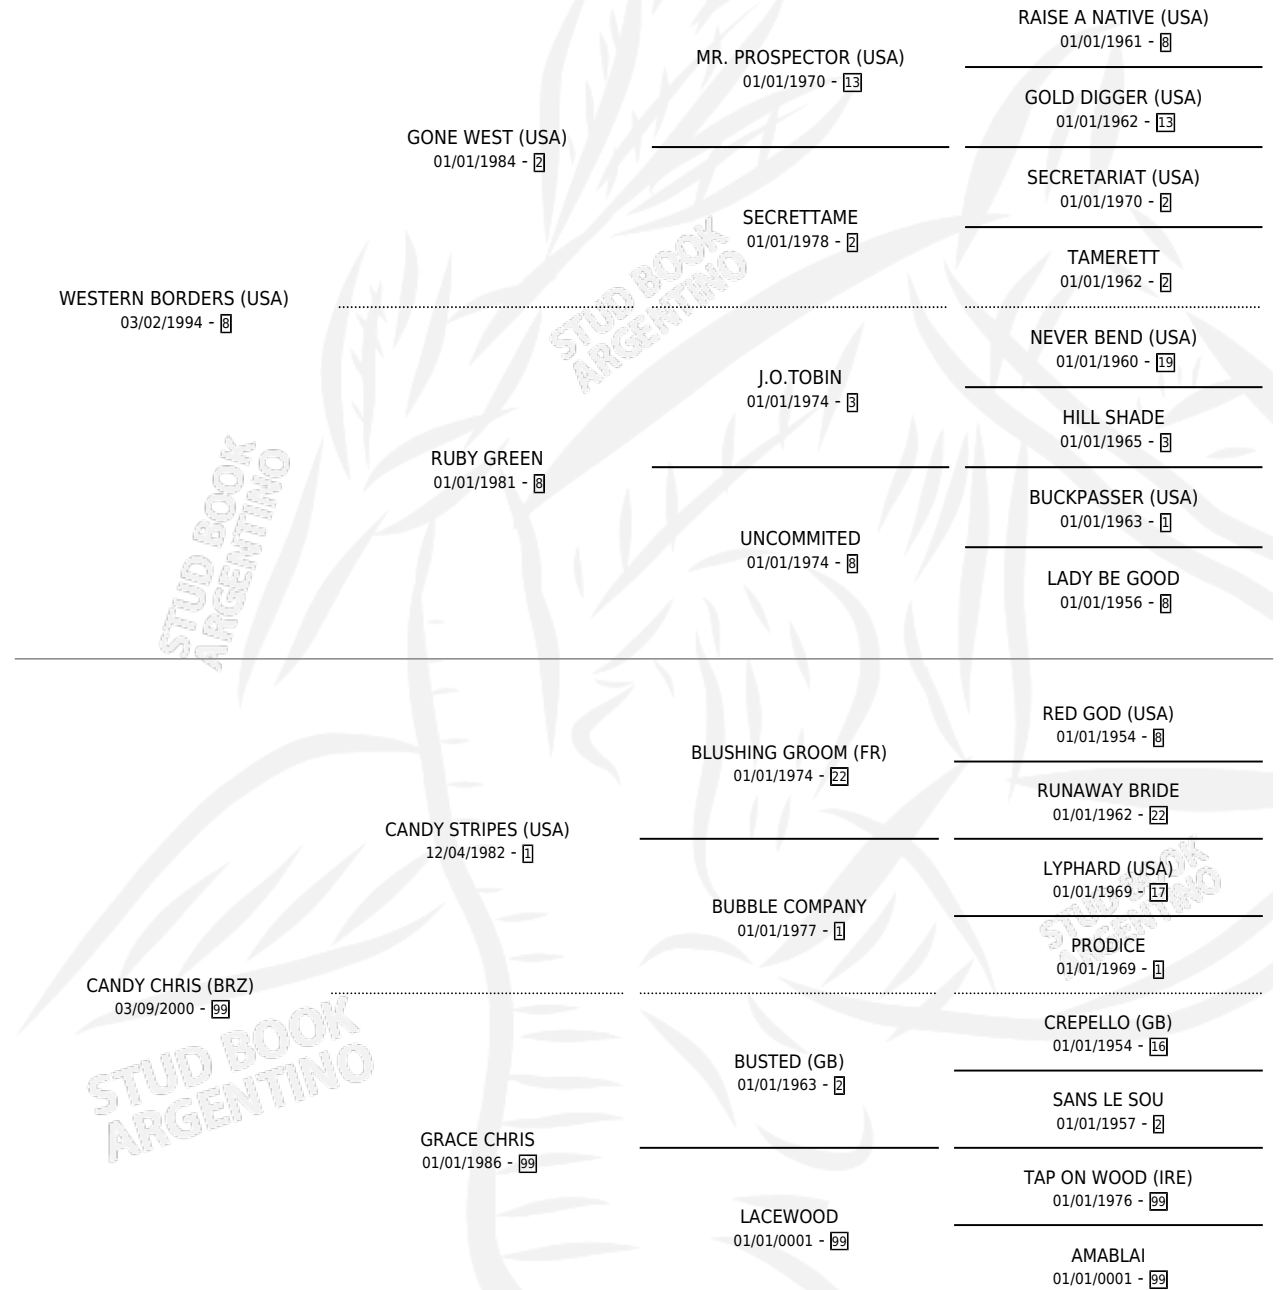 RAISE A NATIVE (USA)
01/01/1961 - 8
MR. PROSPECTOR (USA)
01/01/1970 - 13
GOLD DIGGER (USA)
01/01/1962 - 13
GONE WEST (USA)
01/01/1984 - 2
SECRETARIAT (USA)
01/01/1970 - 2
SECRETTAME
01/01/1978 - 2
TAMERETT
01/01/1962 - 2
WESTERN BORDERS (USA)
03/02/1994 - 8
NEVER BEND (USA)
01/01/1960 - 19
J.O.TOBIN
01/01/1974 - 3
HILL SHADE
01/01/1965 - 3
RUBY GREEN
01/01/1981 - 8
BUCKPASSER (USA)
01/01/1963 - 1
UNCOMMITED
01/01/1974 - 8
LADY BE GOOD
01/01/1956 - 8
RED GOD (USA)
01/01/1954 - 8
BLUSHING GROOM (FR)
01/01/1974 - 22
RUNAWAY BRIDE
01/01/1962 - 22
CANDY STRIPES (USA)
12/04/1982 - 1
LYPHARD (USA)
01/01/1969 - 17
BUBBLE COMPANY
01/01/1977 - 1
PRODICE
01/01/1969 - 1
CANDY CHRIS (BRZ)
03/09/2000 - 99
CREPELLO (GB)
01/01/1954 - 16
BUSTED (GB)
01/01/1963 - 2
SANS LE SOU
01/01/1957 - 2
GRACE CHRIS
01/01/1986 - 99
TAP ON WOOD (IRE)
01/01/1976 - 99
LACEWOOD
01/01/0001 - 99
AMABLAI
01/01/0001 - 99
STUD BOOK
ARGENTINO
STUD BOOK
ARGENTINO
STUD BOOK
ARGENTINO
STUD BOOK
ARGENTINO